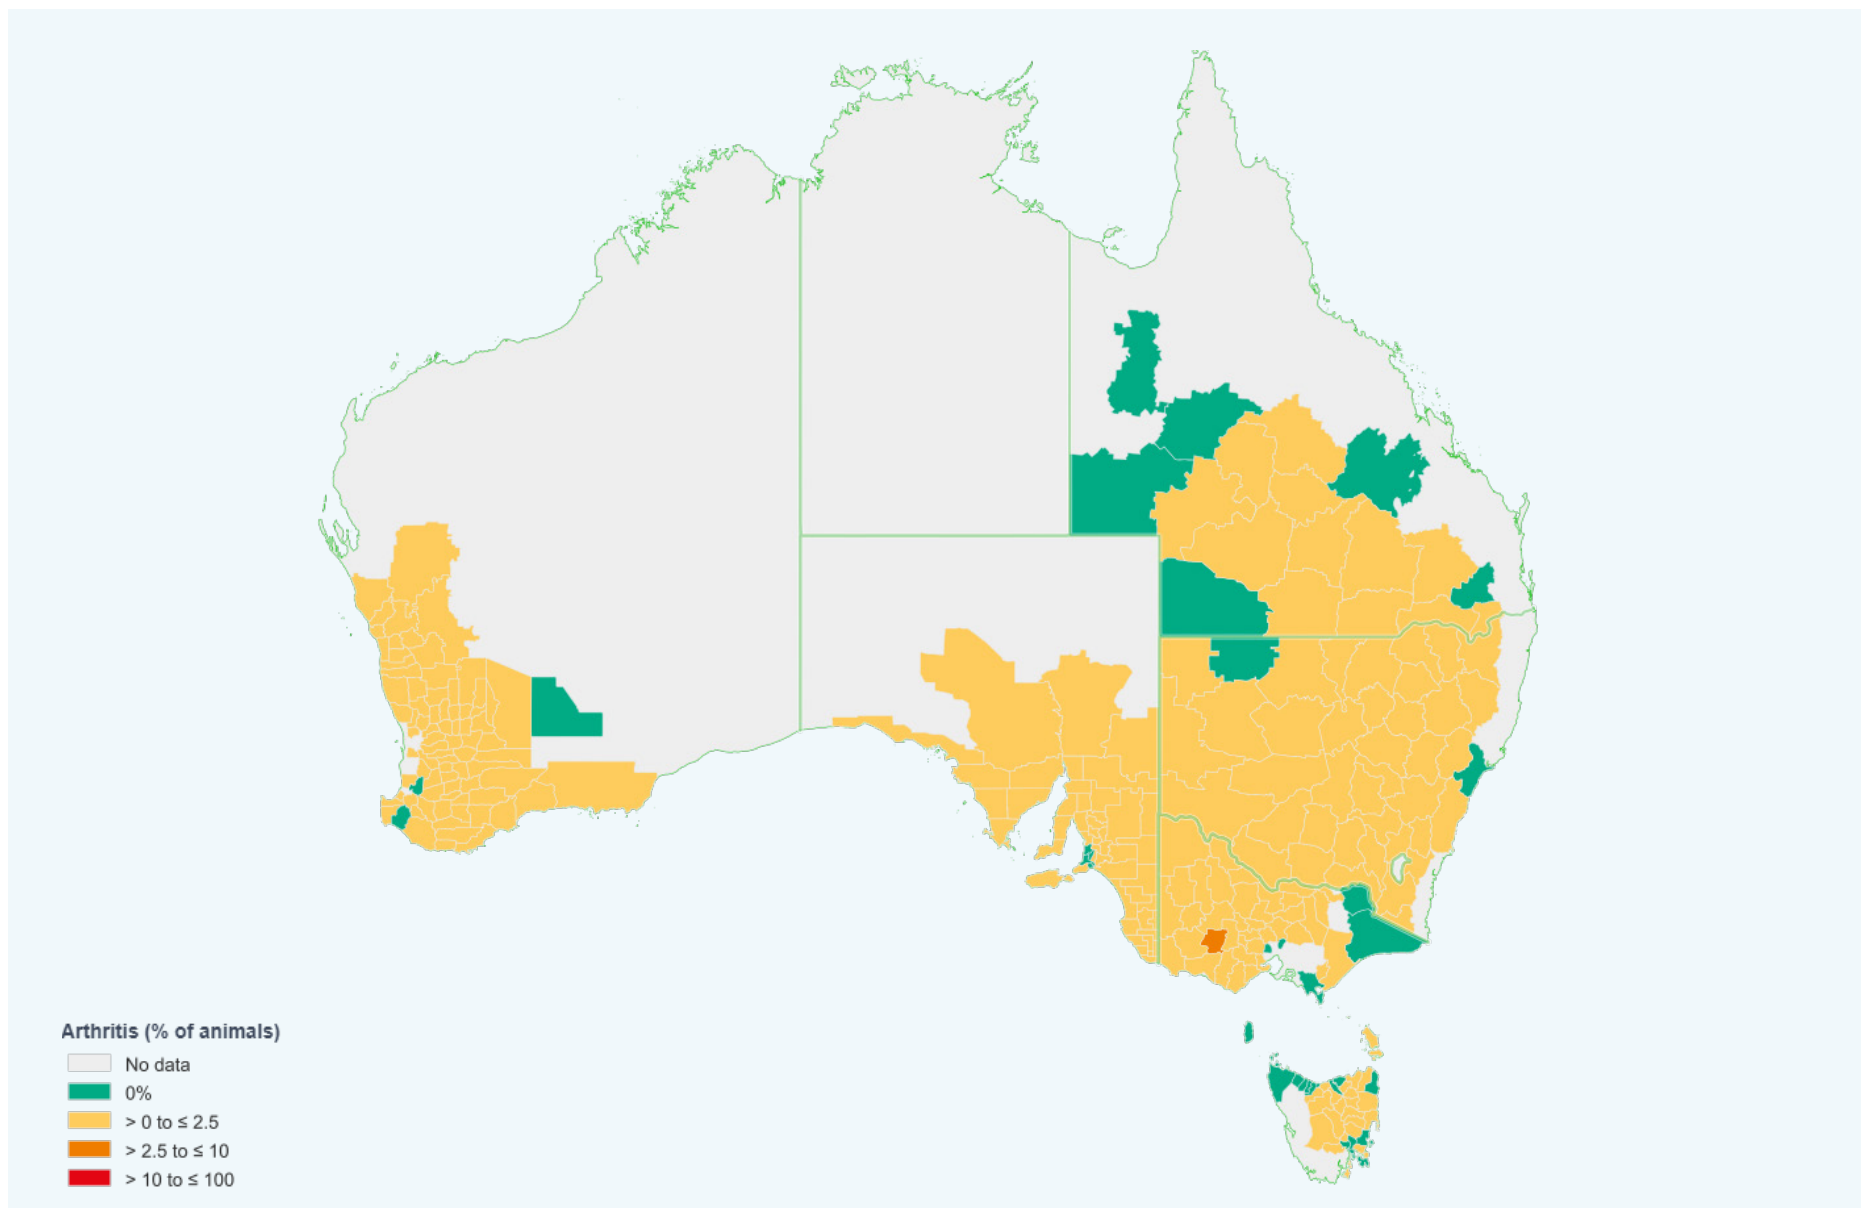 Arthritis (% of animals)
No data
0%
> 0 to ≤ 2.5
> 2.5 to ≤ 10
> 10 to ≤ 100